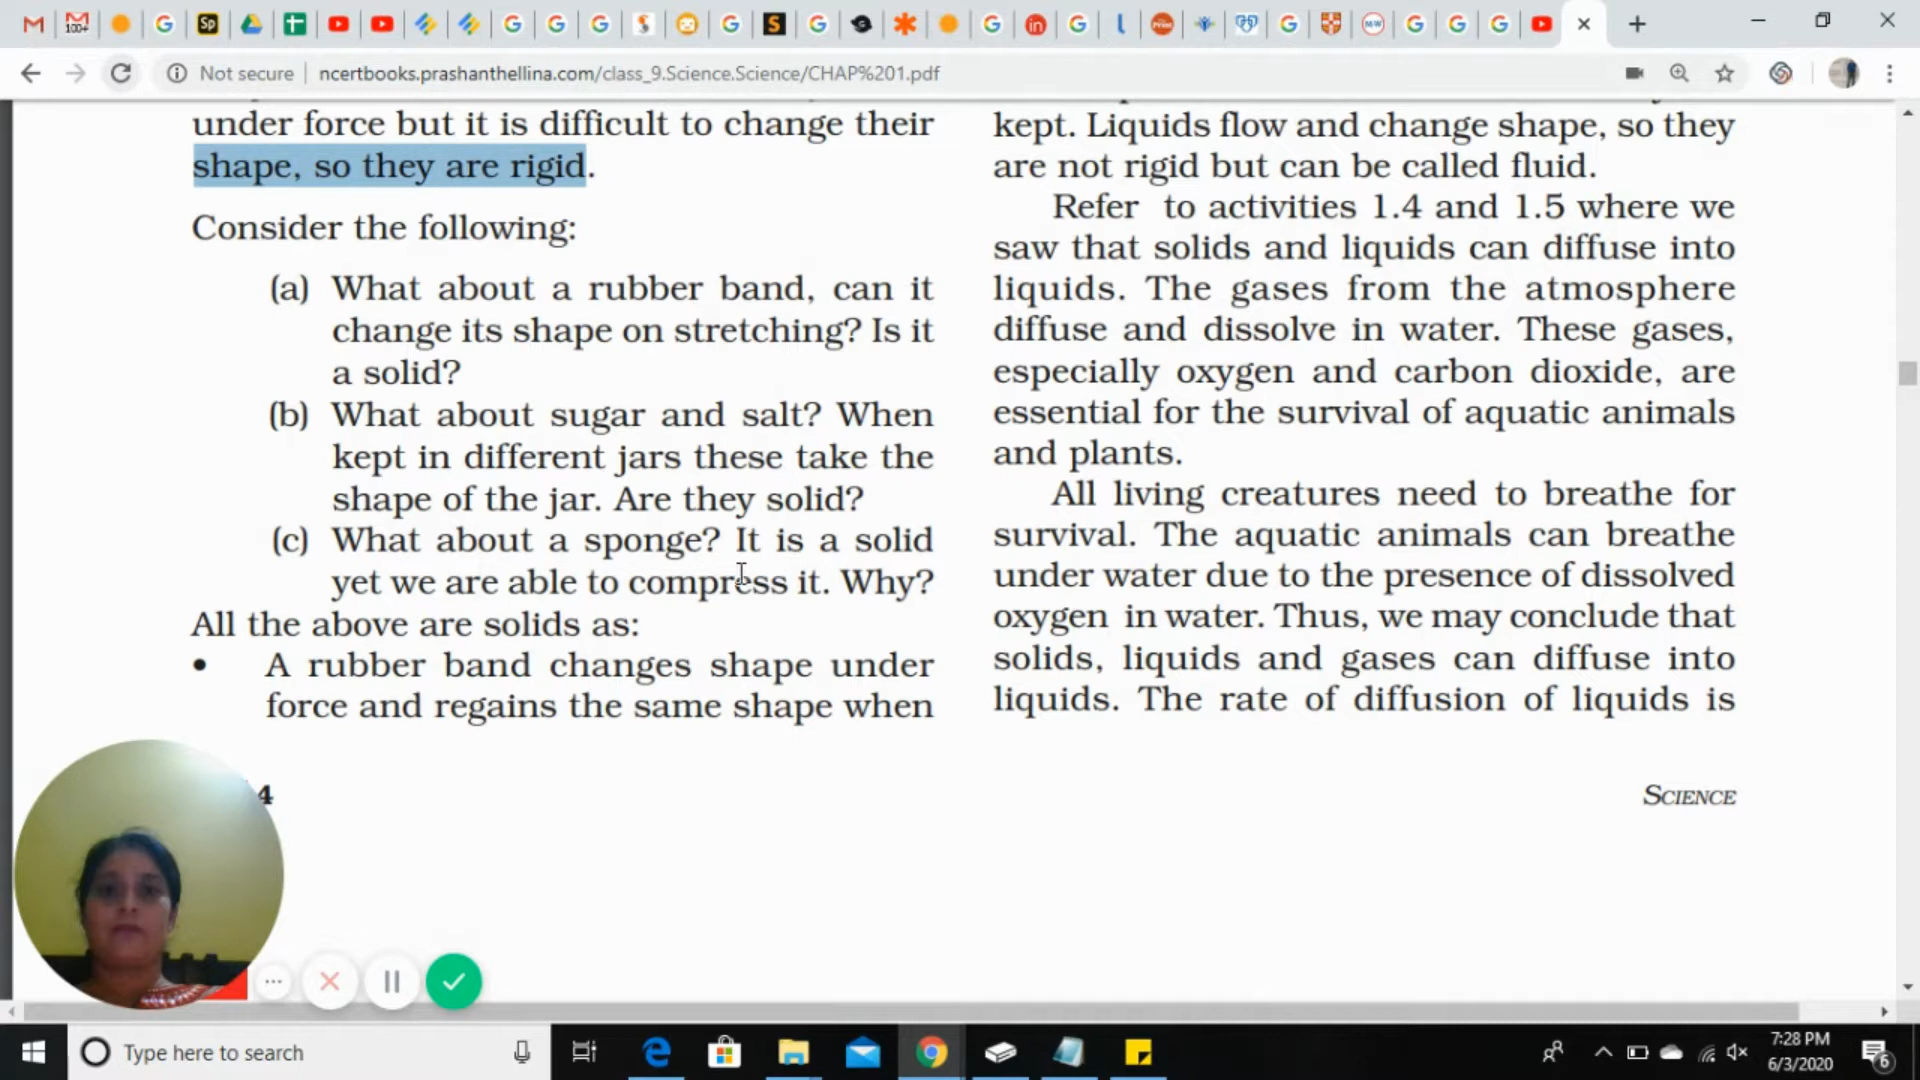 Not secure
ncertbooks.prashanthellina.com/class_9.Science.Science/CHAP%201.pdf
under force but it is difficult to change their
shape, so they are rigid.
Consider the following:
(a) What about a rubber band, can it
change its shape on stretching? Is it
a solid?
(b) What about sugar and salt? When
kept in different jars these take the
shape of the jar. Are they solid?
(c) What about a sponge? It is a solid
yet we are able to compress it. Why?
All the above are solids as:
• A rubber band changes shape under
force and regains the same shape when
kept. Liquids flow and change shape, so they
are not rigid but can be called fluid.
Refer to activities 1.4 and 1.5 where we
saw that solids and liquids can diffuse into
liquids. The gases from the atmosphere
diffuse and dissolve in water. These gases,
especially oxygen and carbon dioxide, are
essential for the survival of aquatic animals
and plants.
All living creatures need to breathe for
survival. The aquatic animals can breathe
under water due to the presence of dissolved
oxygen in water. Thus, we may conclude that
solids, liquids and gases can diffuse into
liquids. The rate of diffusion of liquids is
4
SCIENCE
Type here to search
7:28 PM
6/3/2020
6